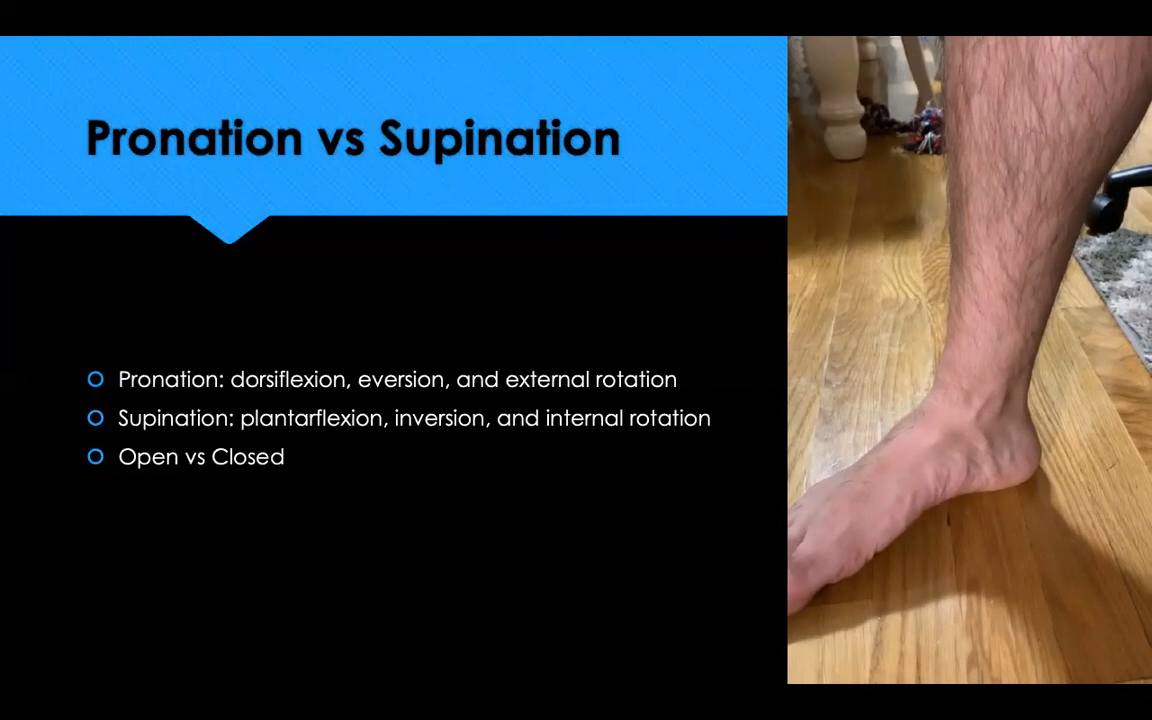 Pronation vs Supination
Pronation: dorsiflexion, eversion, and external rotation
Supination: plantarflexion, inversion, and internal rotation
Open vs Closed